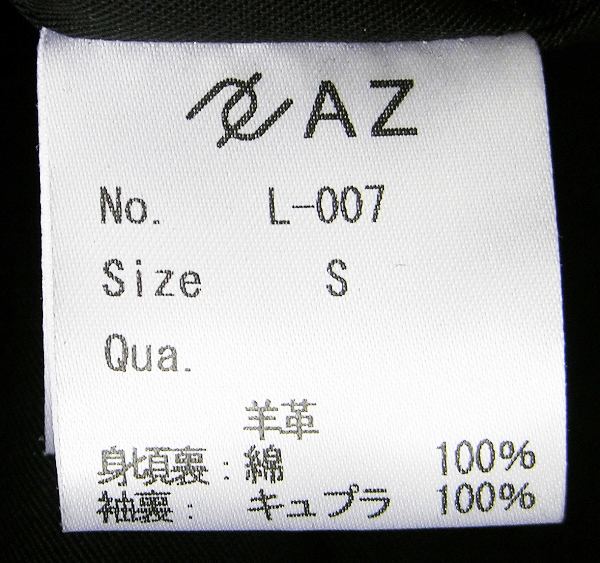 AZ
No. L-007
Size S
Qua.
羊革
身頃裏：綿 100%
袖裏：キュプラ 100%